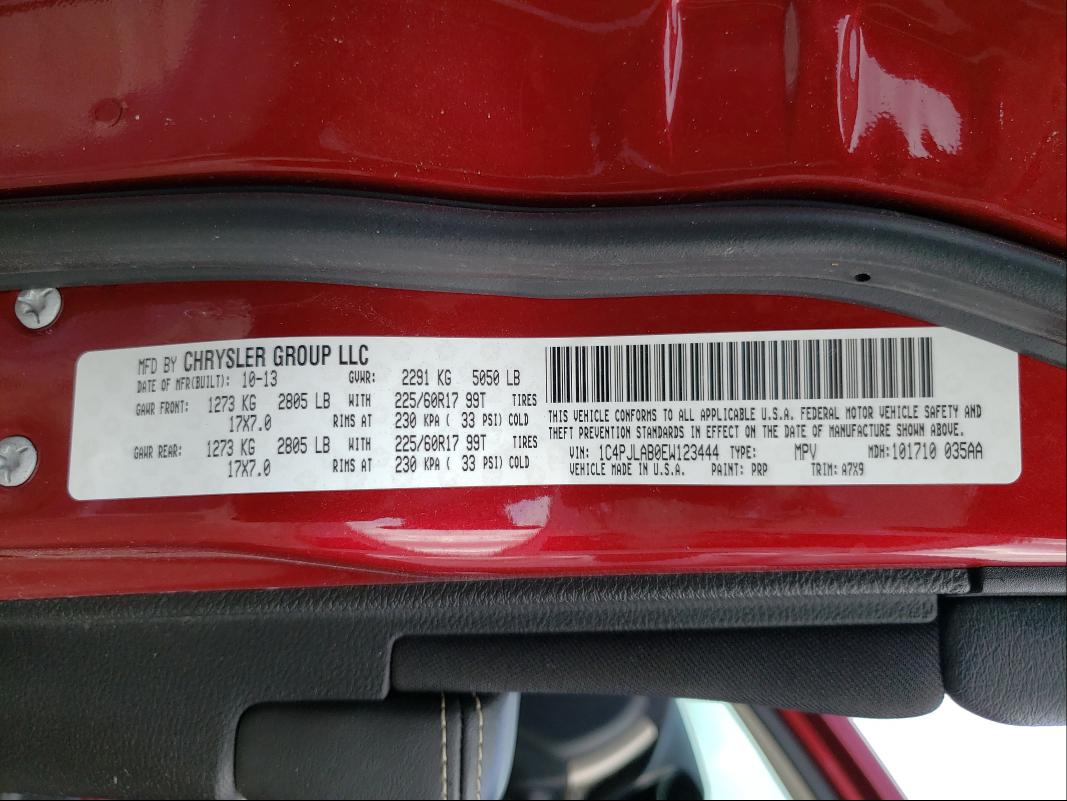 MFD BY CHRYSLER GROUP LLC
DATE OF MFR(BUILT): 10-13 GVWR: 2291 KG 5050 LB
GAWR FRONT: 1273 KG 2805 LB WITH 225/60R17 99T TIRES
17X7.0 RIMS AT 230 KPA ( 33 PSI) COLD
GAWR REAR: 1273 KG 2805 LB WITH 225/60R17 99T TIRES
17X7.0 RIMS AT 230 KPA ( 33 PSI) COLD
THIS VEHICLE CONFORMS TO ALL APPLICABLE U.S.A. FEDERAL MOTOR VEHICLE SAFETY AND
THEFT PREVENTION STANDARDS IN EFFECT ON THE DATE OF MANUFACTURE SHOWN ABOVE.
VIN: 1C4PJLAB0EW123444 TYPE: MPV MDH: 101710 035AA
VEHICLE MADE IN U.S.A. PAINT: PRP TRIM: A7X9